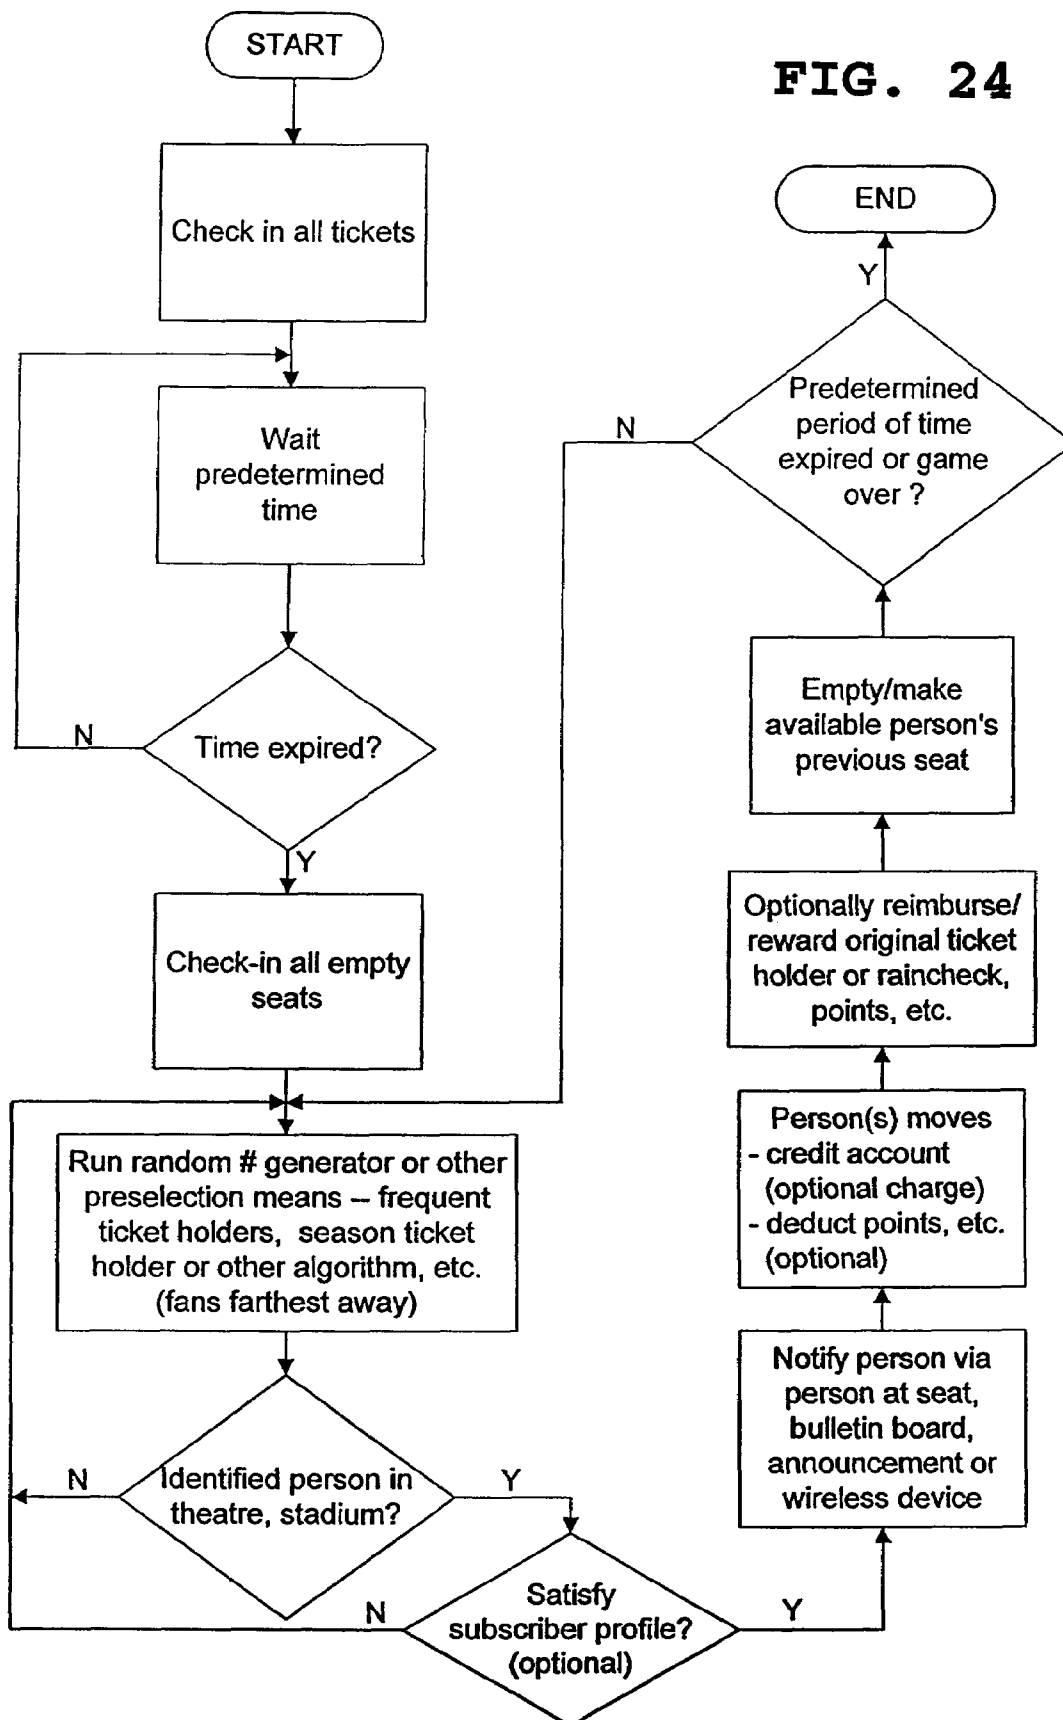 START
FIG. 24
Check in all tickets
Wait
predetermined
time
Time expired?
N
Y
Check-in all empty
seats
Run random # generator or other
preselection means – frequent
ticket holders, season ticket
holder or other algorithm, etc.
(fans farthest away)
Identified person in
theatre, stadium?
N
Y
Satisfy
subscriber profile?
(optional)
N
Y
Notify person via
person at seat,
bulletin board,
announcement or
wireless device
Person(s) moves
- credit account
(optional charge)
- deduct points, etc.
(optional)
Optionally reimburse/
reward original ticket
holder or raincheck,
points, etc.
Empty/make
available person's
previous seat
Predetermined
period of time
expired or game
over ?
N
Y
END